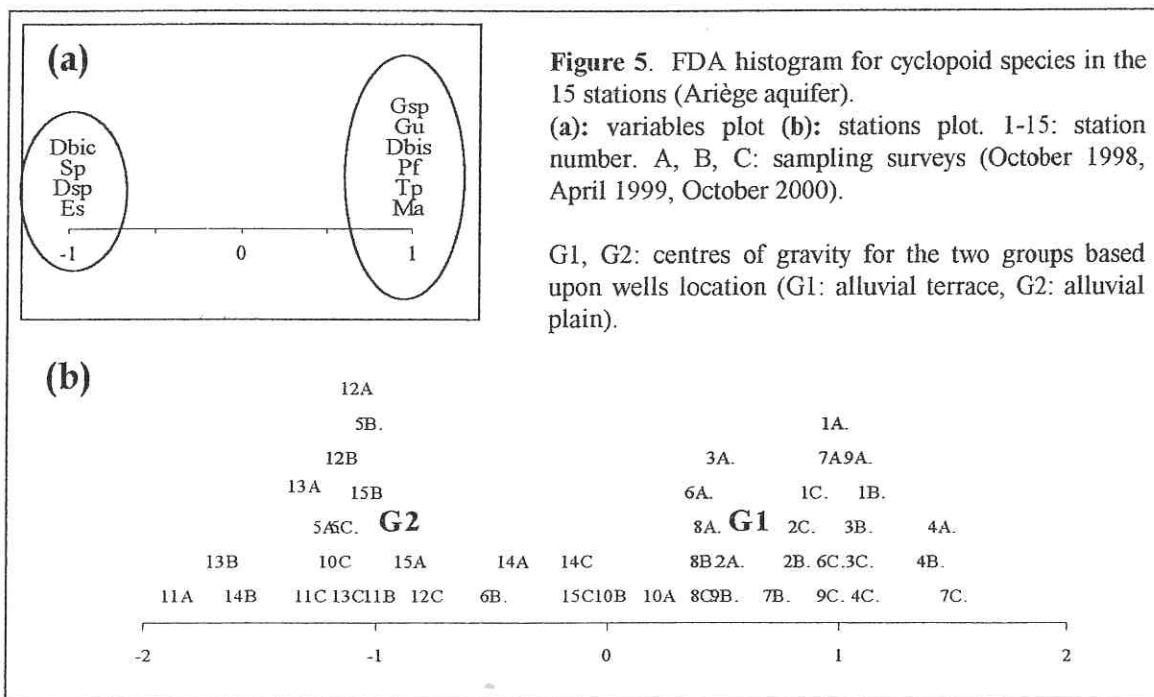 (a)
Gsp
Gu
Dbic Dbis
Sp Pf
Dsp Tp
Es Ma
-1 0 1
Figure 5. FDA histogram for cyclopoid species in the
15 stations (Ariège aquifer).
(a): variables plot (b): stations plot. 1-15: station
number. A, B, C: sampling surveys (October 1998,
April 1999, October 2000).
G1, G2: centres of gravity for the two groups based
upon wells location (G1: alluvial terrace, G2: alluvial
plain).
(b)
12A
5B. 1A.
12B 3A. 7A9A.
13A 15B 6A. 1C. 1B.
5A C. G2 8A. G1 2C. 3B. 4A.
13B 10C 15A 14A 14C 8B2A. 2B. 6C.3C. 4B.
11A 14B 11C 13C11B 12C 6B. 15C10B 10A 8C9B. 7B. 9C. 4C. 7C.
-2 -1 0 1 2